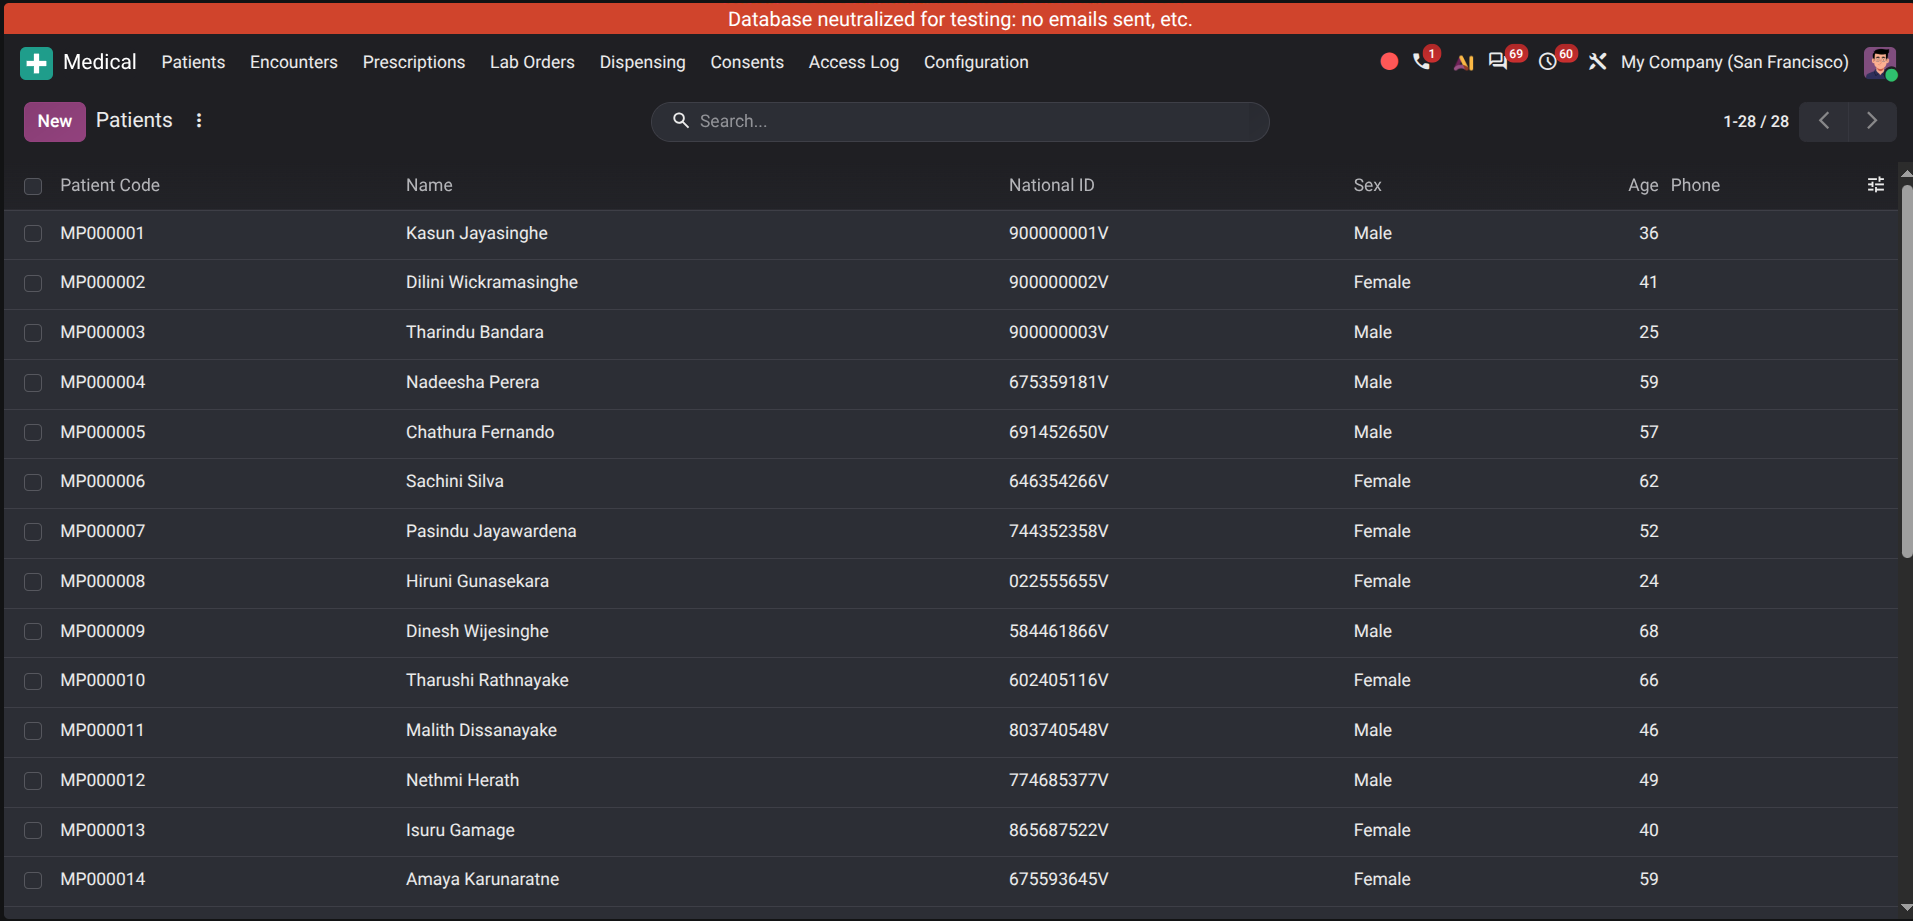 Database neutralized for testing: no emails sent, etc.
Medical Patients Encounters Prescriptions Lab Orders Dispensing Consents Access Log Configuration 1 AI 69 60 My Company (San Francisco)
New Patients Search... 1-28 / 28
Patient Code Name National ID Sex Age Phone
MP000001 Kasun Jayasinghe 900000001V Male 36
MP000002 Dilini Wickramasinghe 900000002V Female 41
MP000003 Tharindu Bandara 900000003V Male 25
MP000004 Nadeesha Perera 675359181V Male 59
MP000005 Chathura Fernando 691452650V Male 57
MP000006 Sachini Silva 646354266V Female 62
MP000007 Pasindu Jayawardena 744352358V Female 52
MP000008 Hiruni Gunasekara 022555655V Female 24
MP000009 Dinesh Wijesinghe 584461866V Male 68
MP000010 Tharushi Rathnayake 602405116V Female 66
MP000011 Malith Dissanayake 803740548V Male 46
MP000012 Nethmi Herath 774685377V Male 49
MP000013 Isuru Gamage 865687522V Female 40
MP000014 Amaya Karunaratne 675593645V Female 59